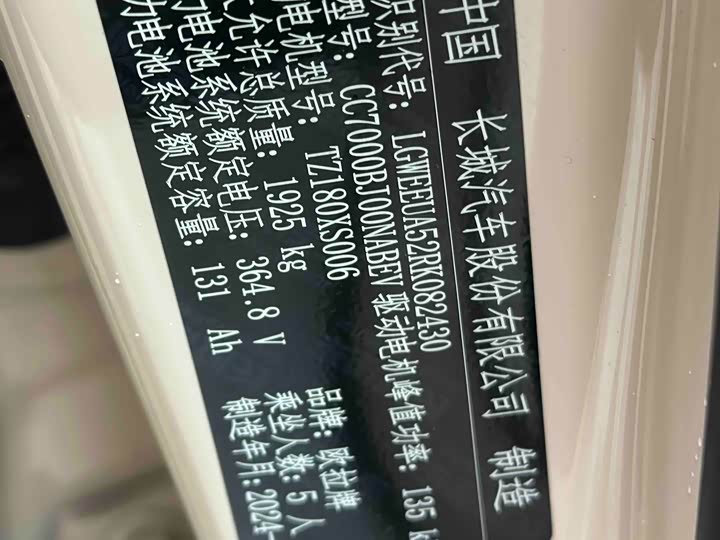 中国 长城汽车股份有限公司 制造
识别代号: LGWEEUA52RK082430
型号: CC7000BJ00NABEV 驱动电机峰值功率: 135 k
电机型号: TZ180XS006
允许总质量: 1925 kg 品牌: 欧拉牌
力电池系统额定电压: 364.8 V 乘坐人数: 5人
力电池系统额定容量: 131 Ah 制造年月: 2024-